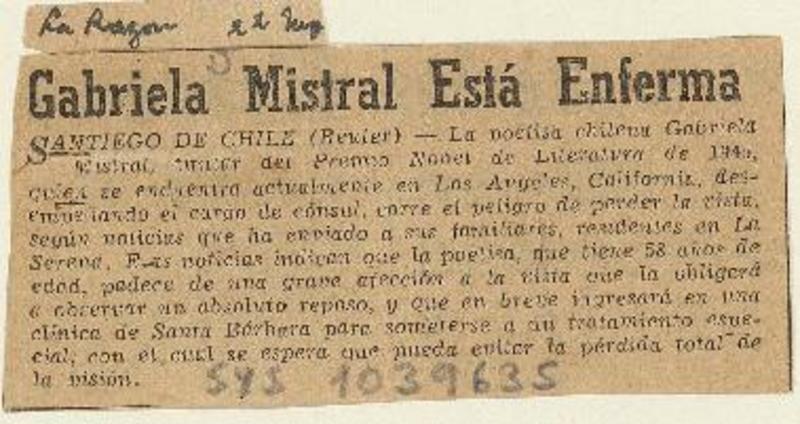 La Razon
Gabriela Mistral Está Enferma
SANTIEGO DE CHILE (Reuter) — La poetisa chilena Gabriela
Mistral, titular del Premio Nobel de Literatura de 1945,
quien se encuentra actualmente en Los Angeles, California, des-
empeñando el cargo de cónsul, corre el peligro de perder la vista,
según noticias que ha enviado a sus familiares, residentes en La
Serena. Esas noticias indican que la poetisa, que tiene 58 años de
edad, padece de una grave afección a la vista que la obligará
a observar un absoluto reposo, y que en breve ingresará en una
clínica de Santa Bárbara para someterse a un tratamiento espe-
cial, con el cual se espera que pueda evitar la pérdida total de
la visión.
SYS 1039635